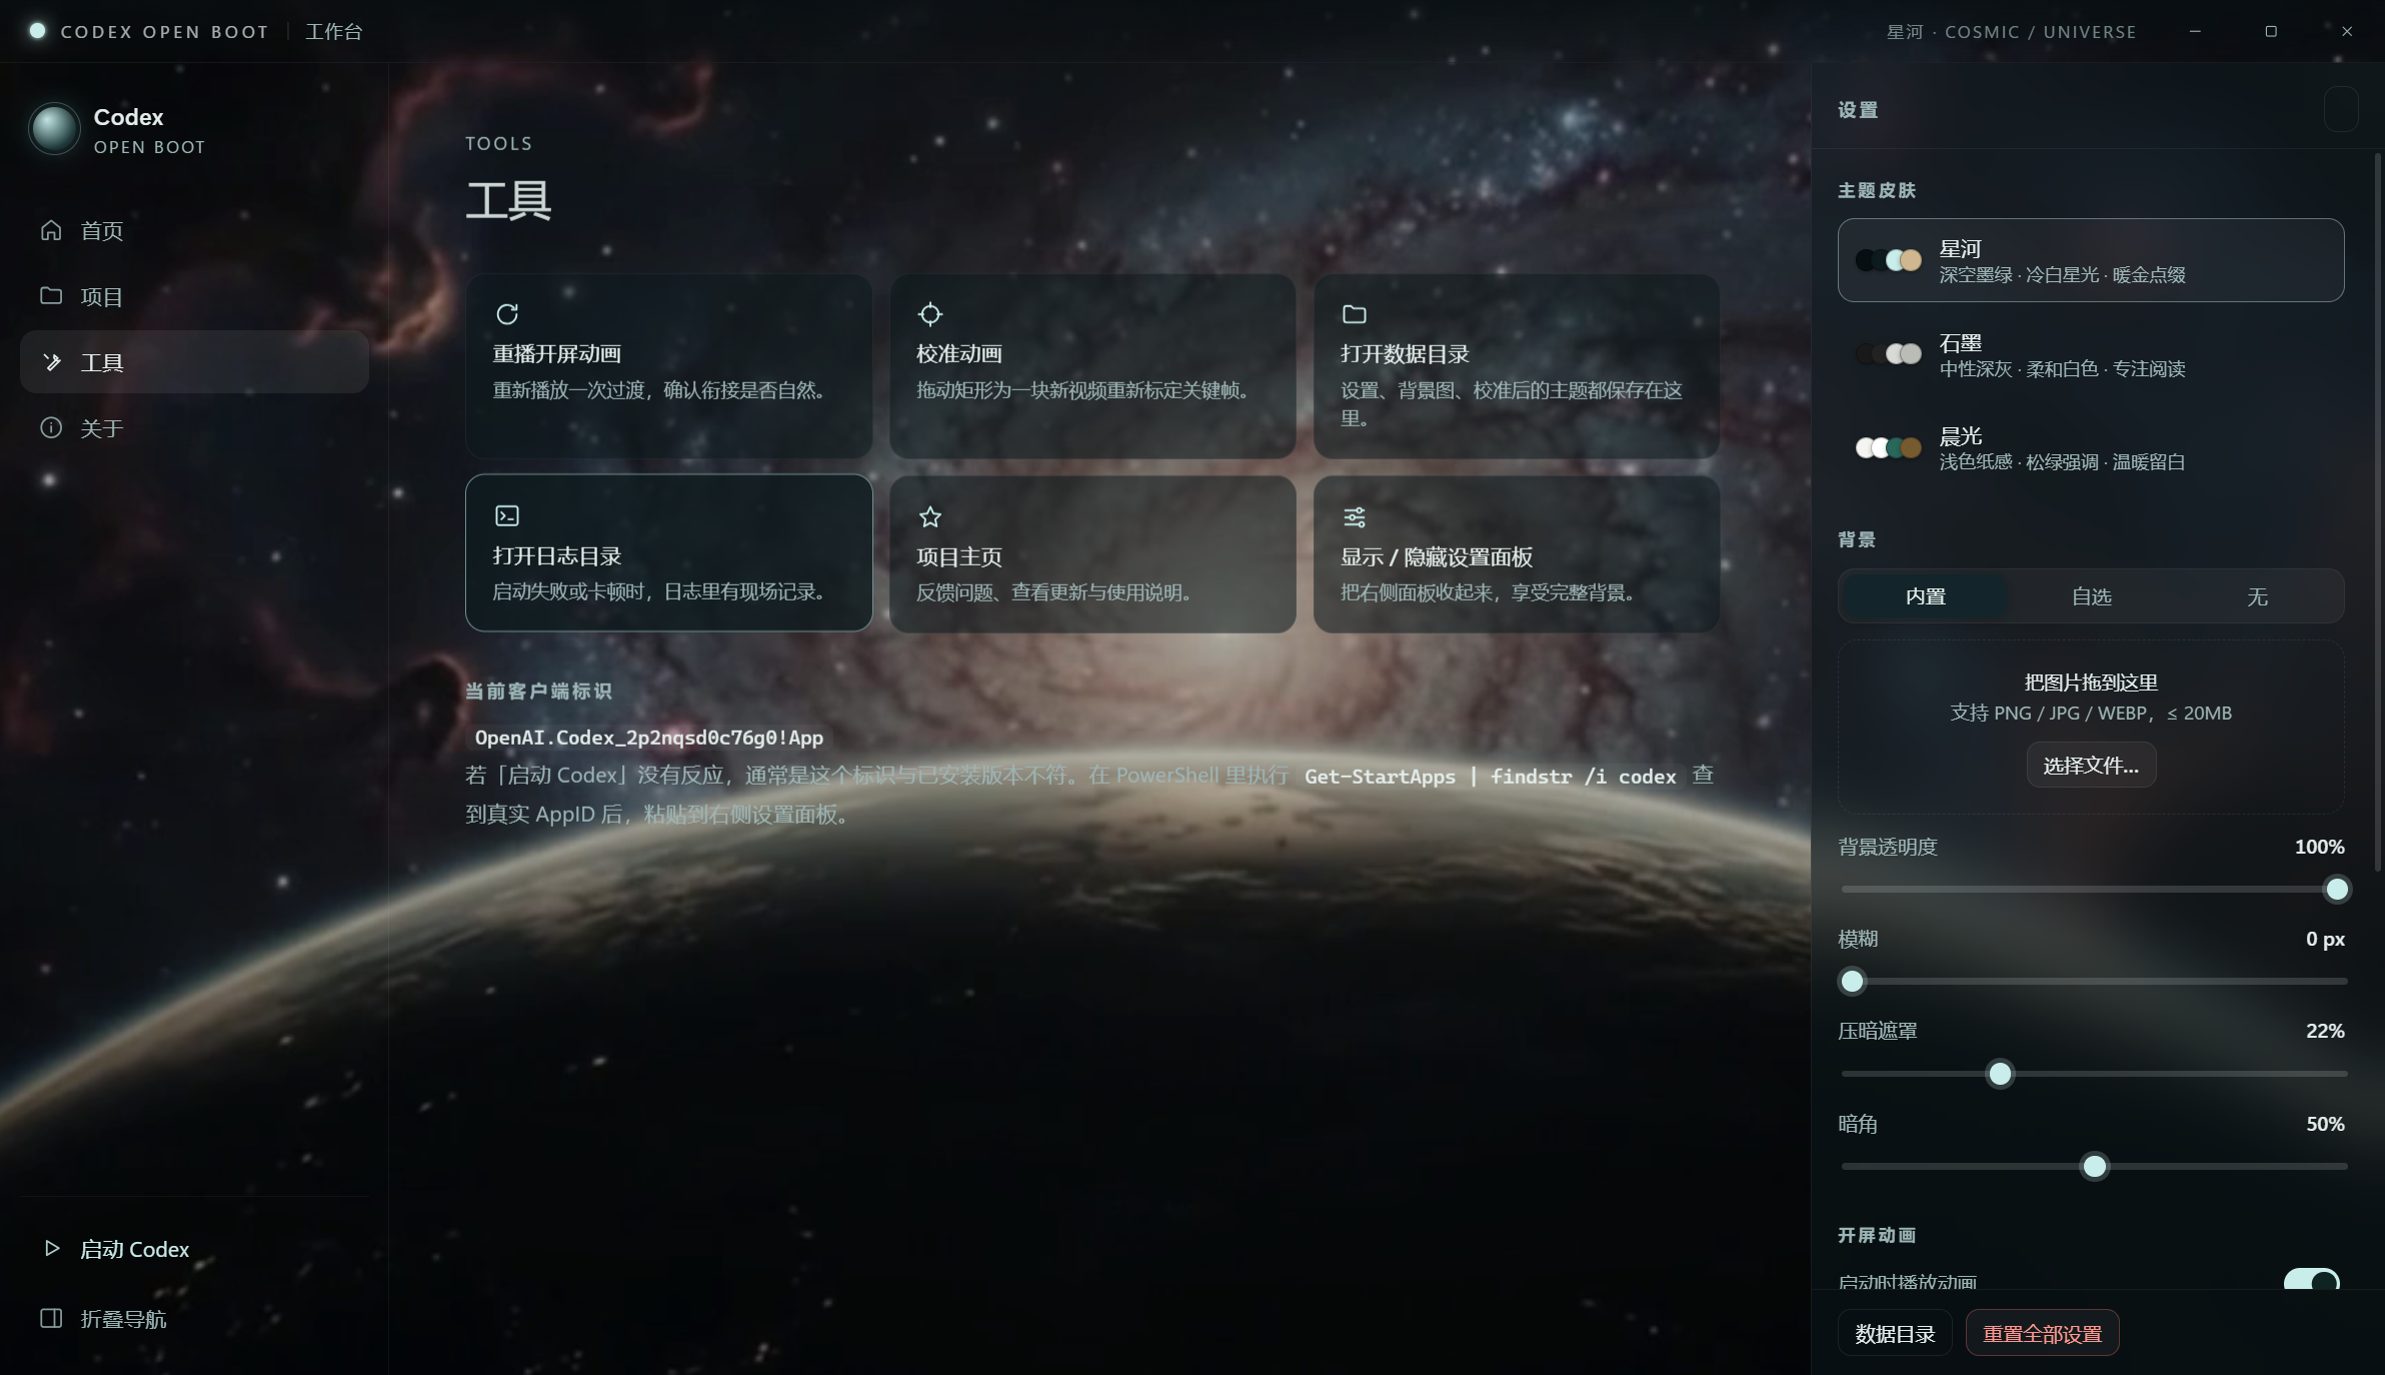 CODEX OPEN BOOT
工作台
星河 · COSMIC / UNIVERSE
Codex
OPEN BOOT
首页
项目
工具
关于
启动 Codex
折叠导航
TOOLS
工具
重播开屏动画
重新播放一次过渡，确认衔接是否自然。
校准动画
拖动矩形为一块新视频重新标定关键帧。
打开数据目录
设置、背景图、校准后的主题都保存在这
里。
打开日志目录
启动失败或卡顿时，日志里有现场记录。
项目主页
反馈问题、查看更新与使用说明。
显示 / 隐藏设置面板
把右侧面板收起来，享受完整背景。
当前客户端标识
OpenAI.Codex_2p2nqsd0c76g0!App
若「启动 Codex」没有反应，通常是这个标识与已安装版本不符。在 PowerShell 里执行 Get-StartApps | findstr /i codex 查
到真实 AppID 后，粘贴到右侧设置面板。
设置
主题皮肤
星河
深空墨绿 · 冷白星光 · 暖金点缀
石墨
中性深灰 · 柔和白色 · 专注阅读
晨光
浅色纸感 · 松绿强调 · 温暖留白
背景
内置
自选
无
把图片拖到这里
支持 PNG / JPG / WEBP，≤ 20MB
选择文件...
背景透明度
100%
模糊
0 px
压暗遮罩
22%
暗角
50%
开屏动画
启动时播放动画
数据目录
重置全部设置